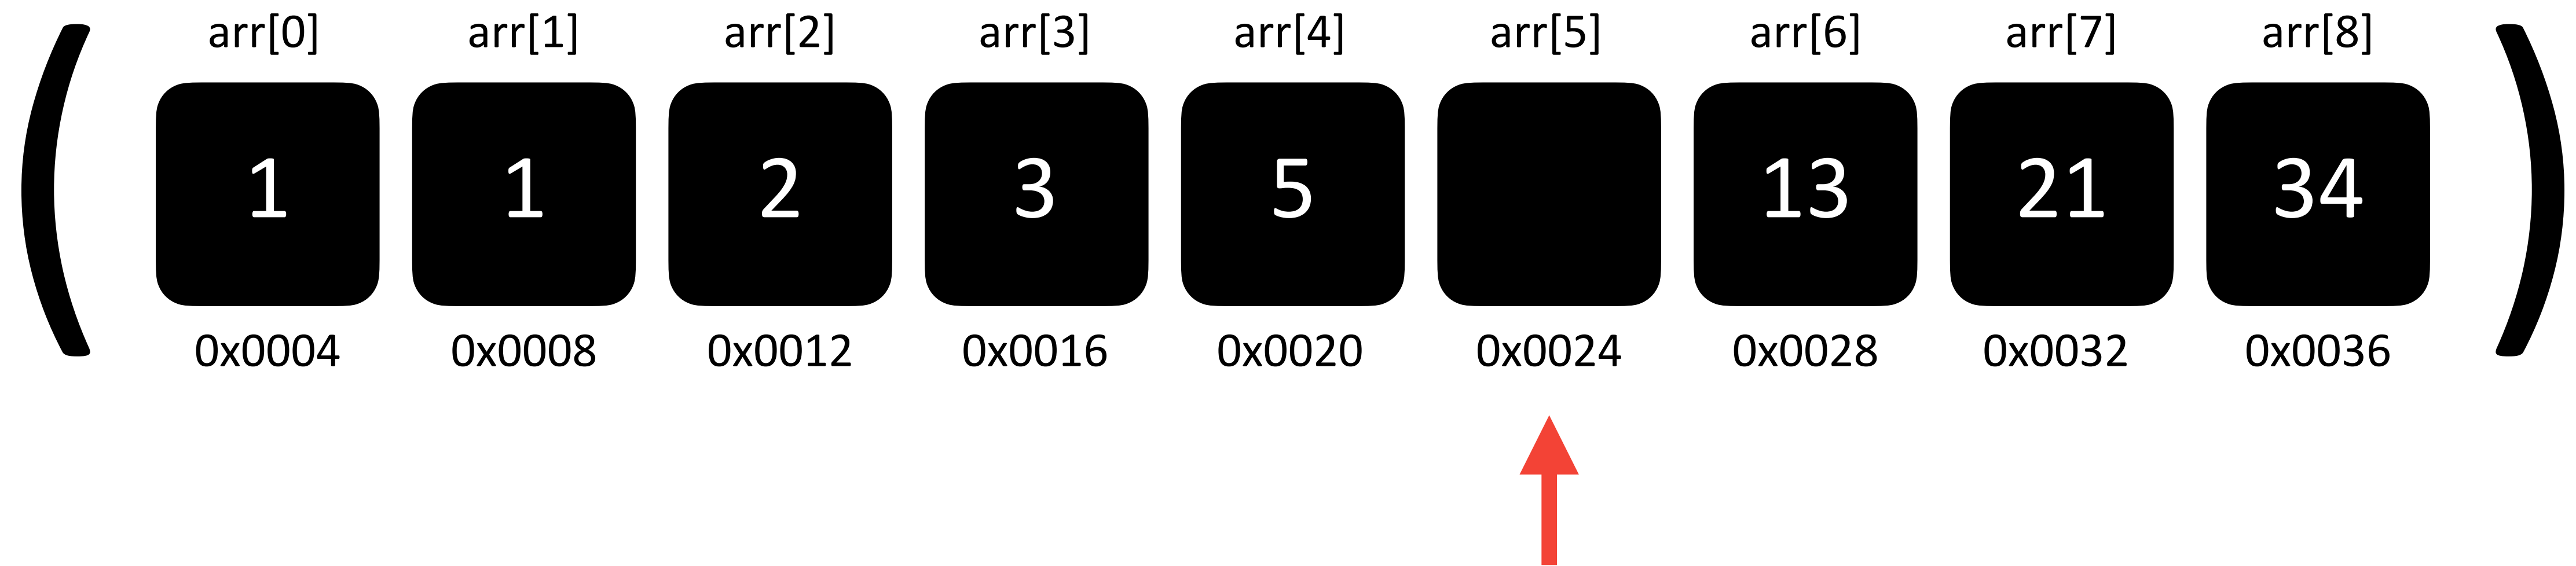 arr[0] arr[1] arr[2] arr[3] arr[4] arr[5] arr[6] arr[7] arr[8]
1 1 2 3 5 13 21 34
0x0004 0x0008 0x0012 0x0016 0x0020 0x0024 0x0028 0x0032 0x0036